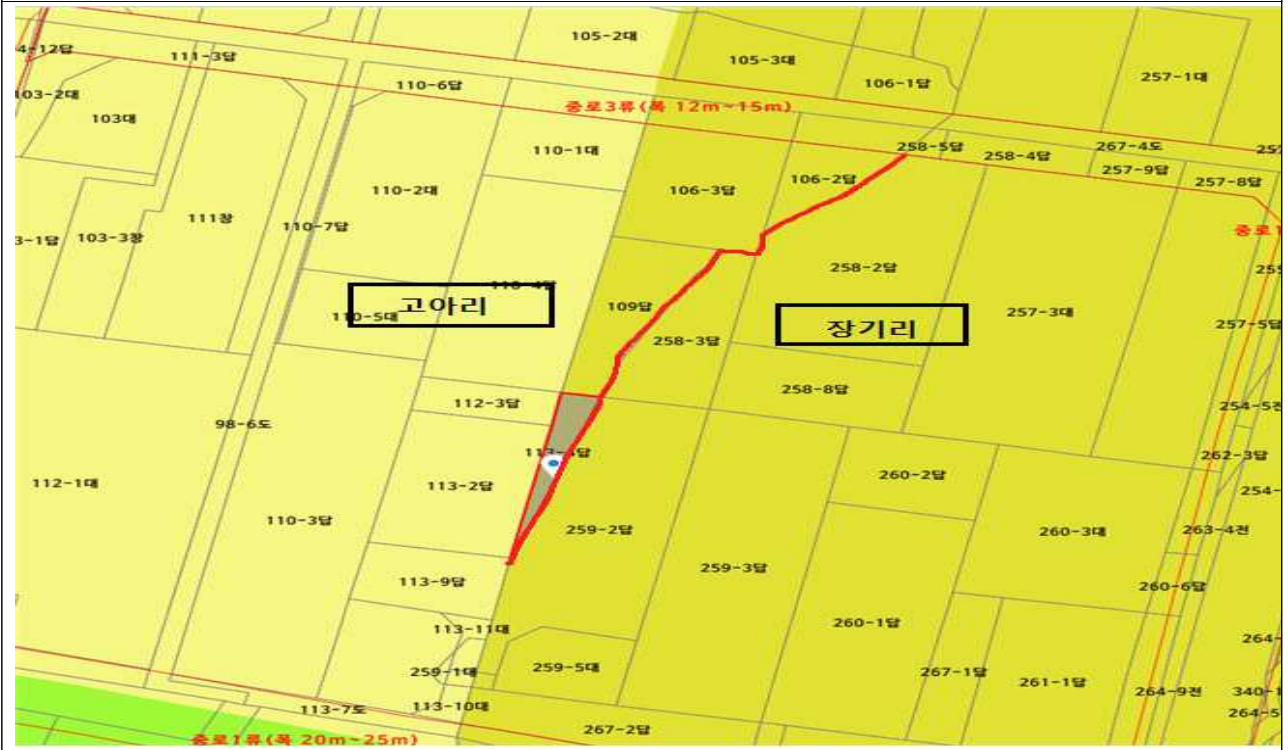 105-2대
4-12답
111-3답
105-3대
257-1대
110-6답
106-1답
03-2대
중로3류(폭 12m~15m)
103대
110-1대
258-5답
267-4도
258-4답
257-9답
257-8답
106-2답
110-2대
106-3답
111창
110-7답
3-1답
103-3창
중로1
258-2답
고아리
109답
110-5대
장기리
257-3대
257-5답
258-3답
258-8답
112-3답
254-5전
98-6도
262-3답
112-1대
113-2답
260-2답
254-
110-3답
259-2답
260-3대
263-4전
259-3답
113-9답
260-6답
113-11대
260-1답
264-
259-1대
259-5대
267-1답
261-1답
264-9전
340-1
113-7도
113-10대
264-5
267-2답
중로1류(폭 20m~25m)